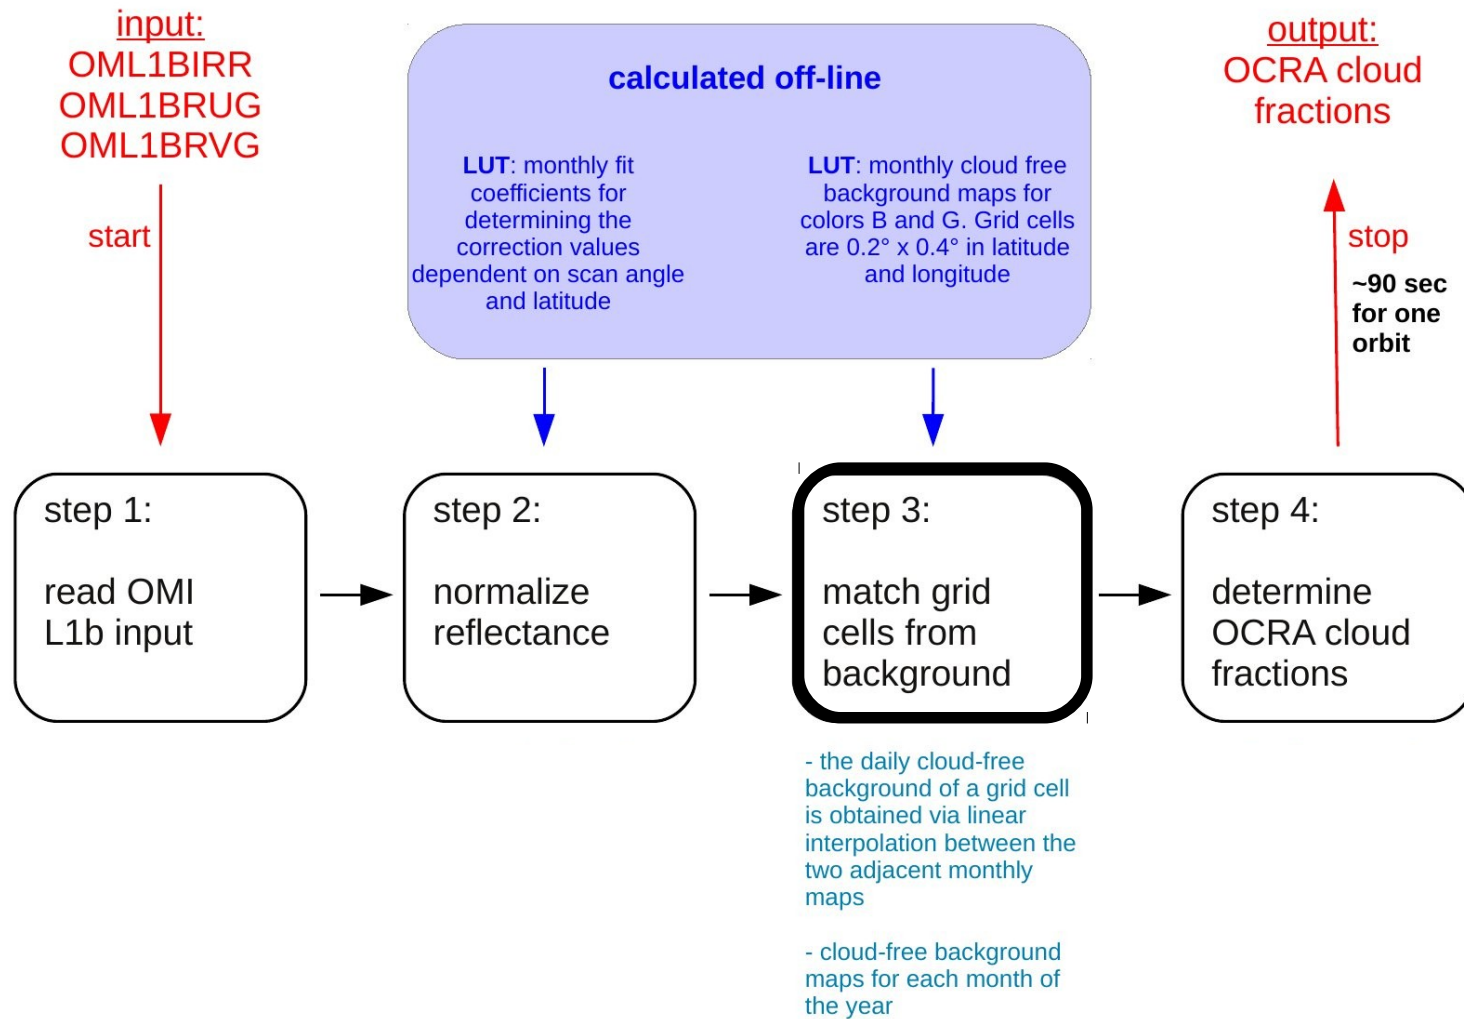 input:
OML1BIRR
OML1BRUG
OML1BRVG
start
calculated off-line
LUT: monthly fit
coefficients for
determining the
correction values
dependent on scan angle
and latitude
LUT: monthly cloud free
background maps for
colors B and G. Grid cells
are 0.2° x 0.4° in latitude
and longitude
output:
OCRA cloud
fractions
stop
~90 sec
for one
orbit
step 1:
read OMI
L1b input
step 2:
normalize
reflectance
step 3:
match grid
cells from
background
step 4:
determine
OCRA cloud
fractions
- the daily cloud-free
background of a grid cell
is obtained via linear
interpolation between the
two adjacent monthly
maps
- cloud-free background
maps for each month of
the year